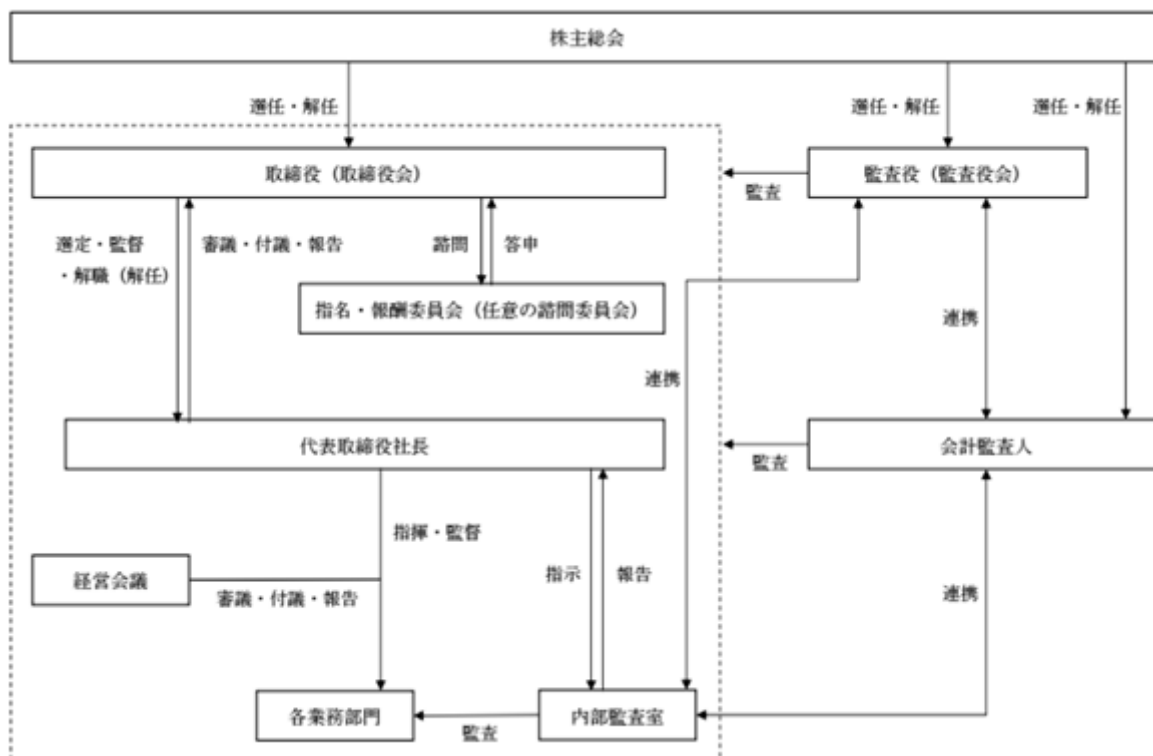 株主総会
選任・解任
選任・解任
選任・解任
取締役（取締役会）
監査役（監査役会）
監査
選定・監督
・解職（解任）
審議・付議・報告
諮問
答申
指名・報酬委員会（任意の諮問委員会）
連携
連携
代表取締役社長
会計監査人
監査
指揮・監督
経営会議
審議・付議・報告
指示
報告
連携
各業務部門
監査
内部監査室